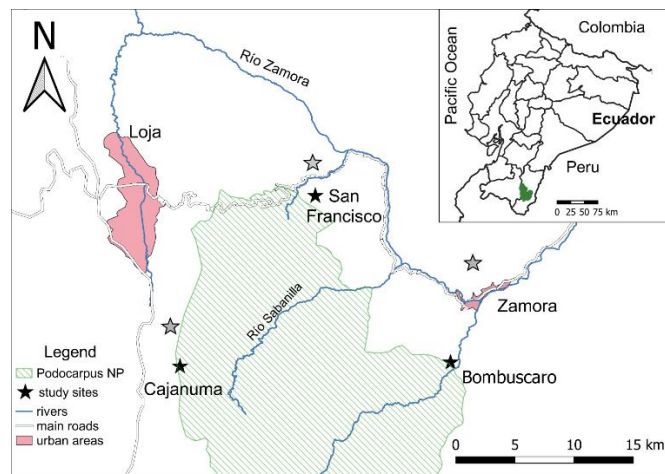 N
Río Zamora
Loja
San
Francisco
Río Sabanilla
Zamora
Cajanuma
Bombuscaro
Legend
Podocarpus NP
study sites
rivers
main roads
urban areas
0 5 10 15 km
Colombia
Pacific Ocean
Ecuador
Peru
0 25 50 75 km